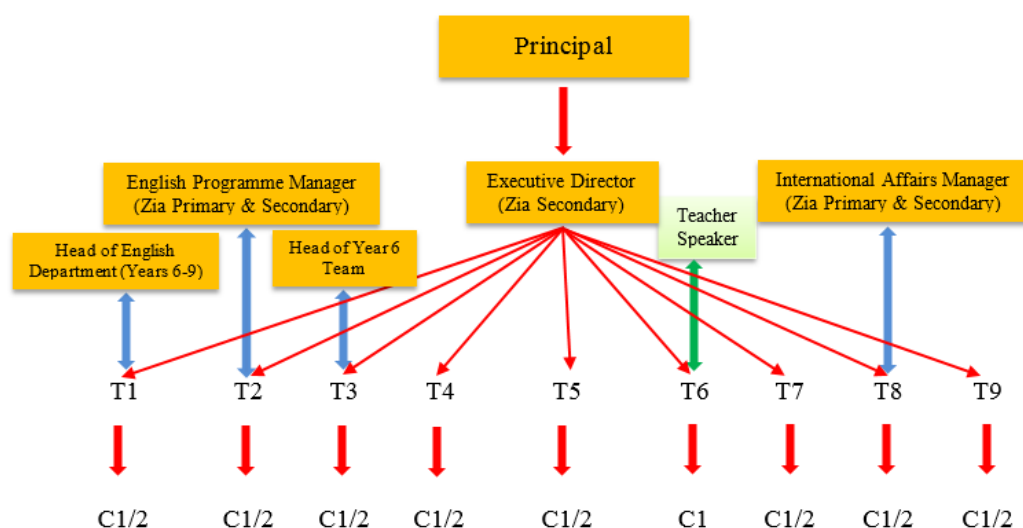 Principal
English Programme Manager
(Zia Primary & Secondary)
Executive Director
(Zia Secondary)
International Affairs Manager
(Zia Primary & Secondary)
Teacher
Speaker
Head of English
Department (Years 6-9)
Head of Year 6
Team
T1 T2 T3 T4 T5 T6 T7 T8 T9
C1/2 C1/2 C1/2 C1/2 C1/2 C1 C1/2 C1/2 C1/2